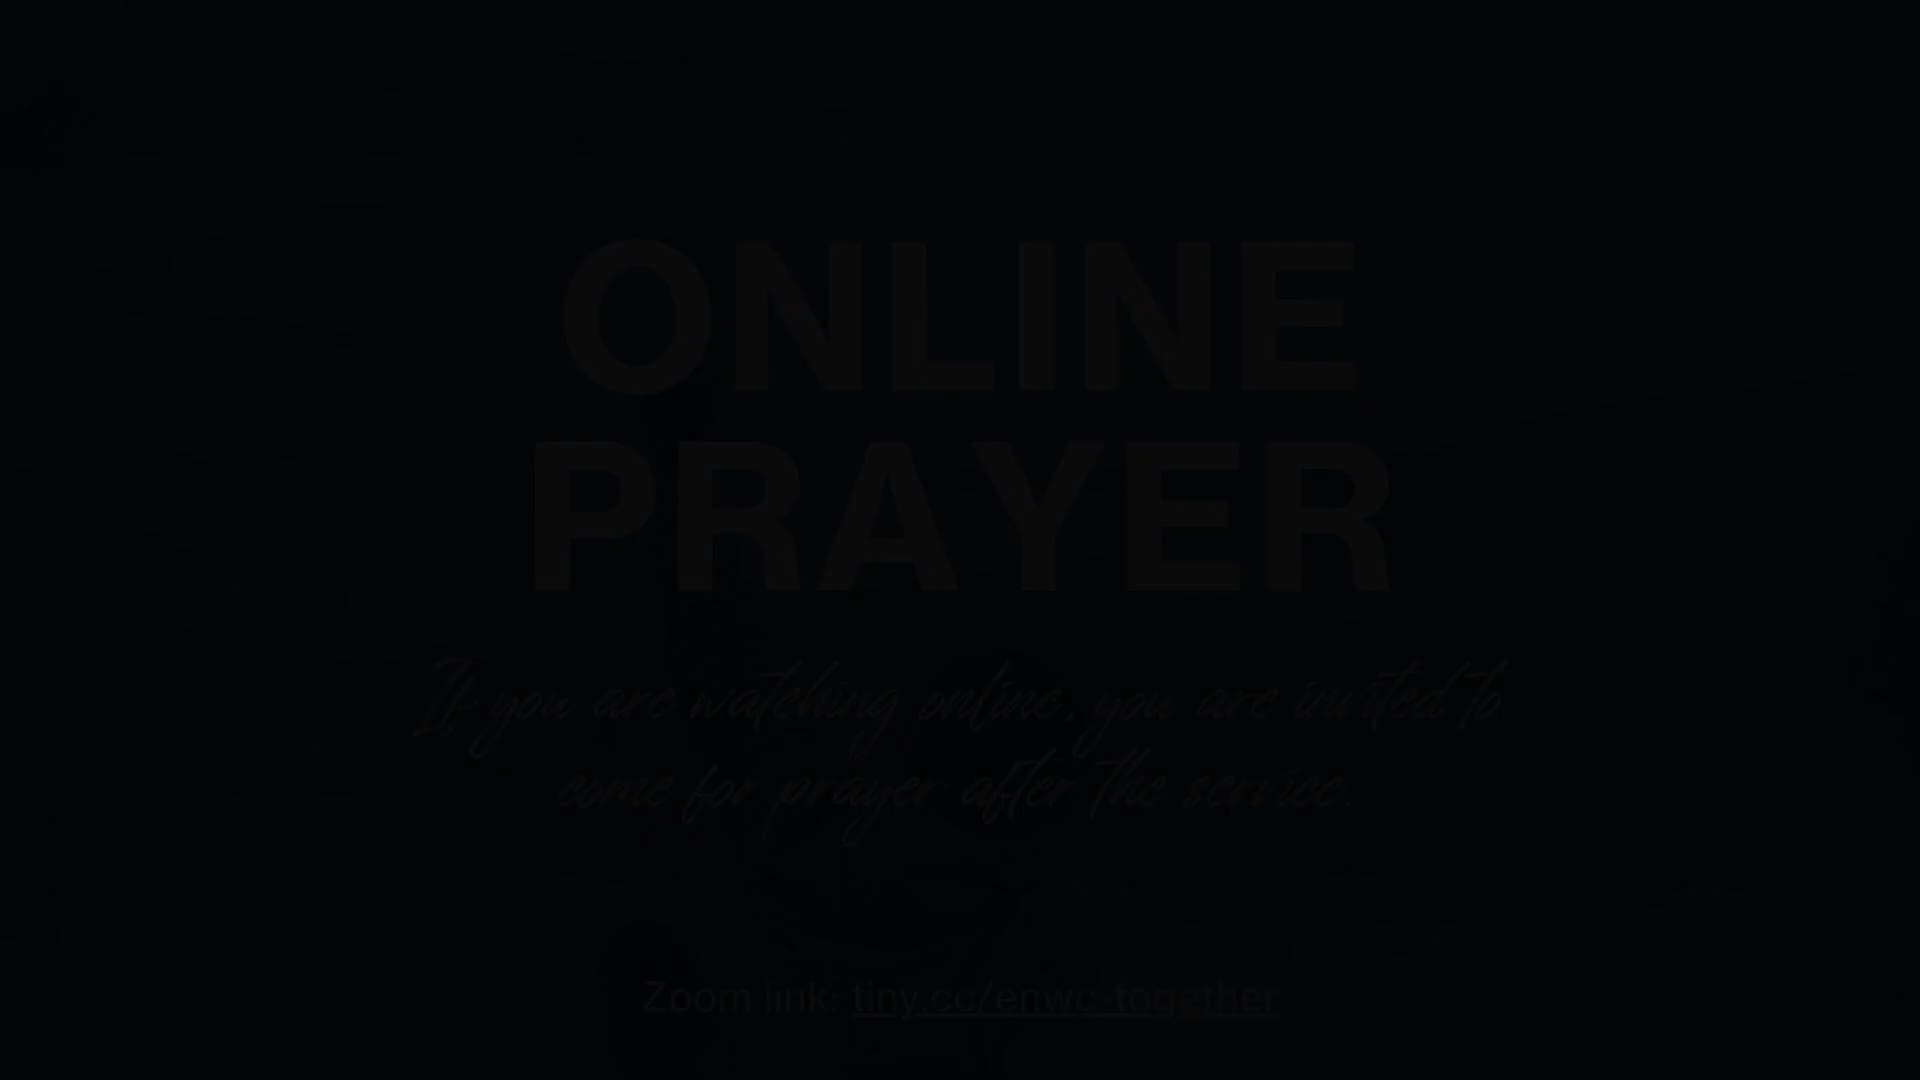 ONLINE
PRAYER
If you are watching online, you are invited to
come for prayer after the service.
Zoom link: tiny.cc/enwc-together